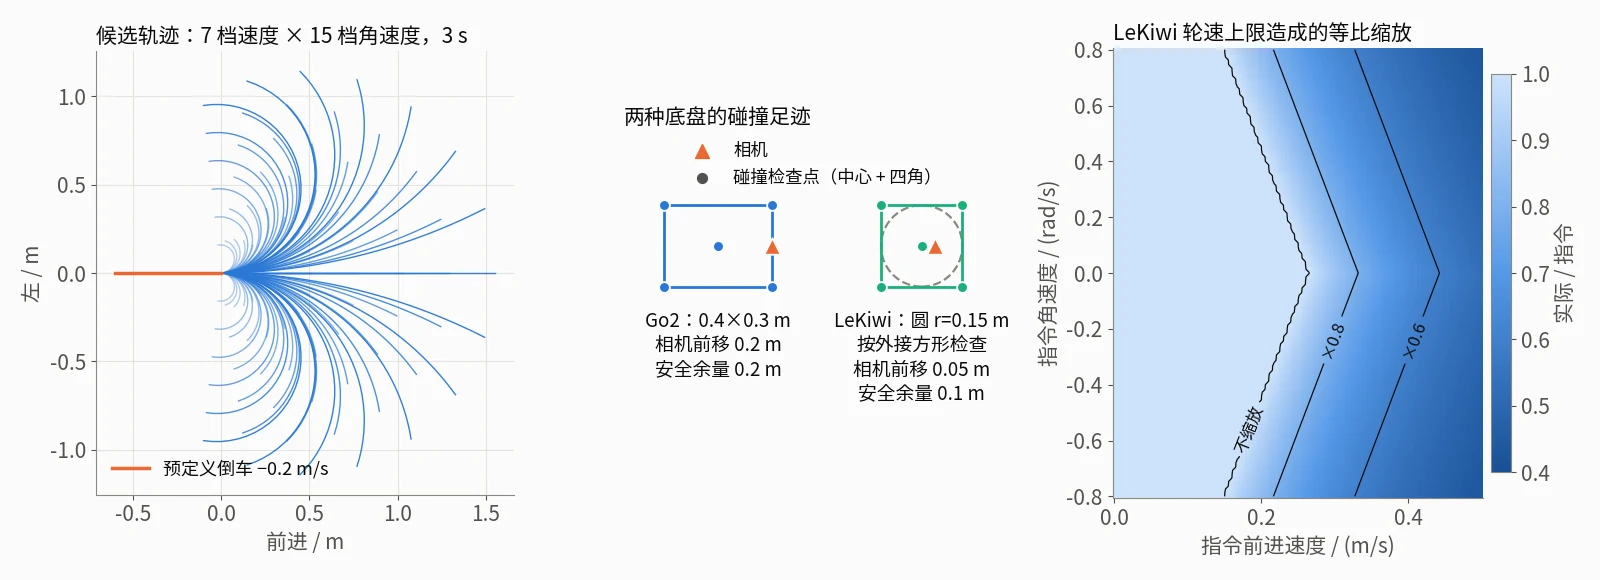 候选轨迹：7 档速度 × 15 档角速度，3 s
1.0
0.5
0.0
-0.5
-1.0
左 / m
预定义倒车 −0.2 m/s
-0.5
0.0
0.5
1.0
1.5
前进 / m
两种底盘的碰撞足迹
相机
碰撞检查点（中心 + 四角）
Go2：0.4×0.3 m
相机前移 0.2 m
安全余量 0.2 m
LeKiwi：圆 r=0.15 m
按外接方形检查
相机前移 0.05 m
安全余量 0.1 m
LeKiwi 轮速上限造成的等比缩放
0.8
0.6
0.4
0.2
0.0
-0.2
-0.4
-0.6
-0.8
指令角速度 / (rad/s)
不缩放
×0.8
×0.6
0.0
0.2
0.4
指令前进速度 / (m/s)
1.0
0.9
0.8
0.7
0.6
0.5
0.4
实际 / 指令